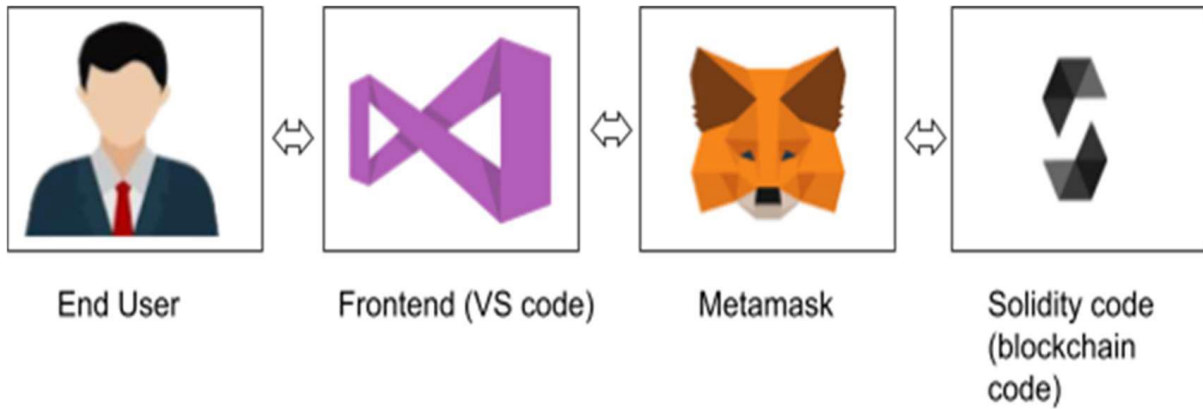 End User
Frontend (VS code)
Metamask
Solidity code
(blockchain
code)